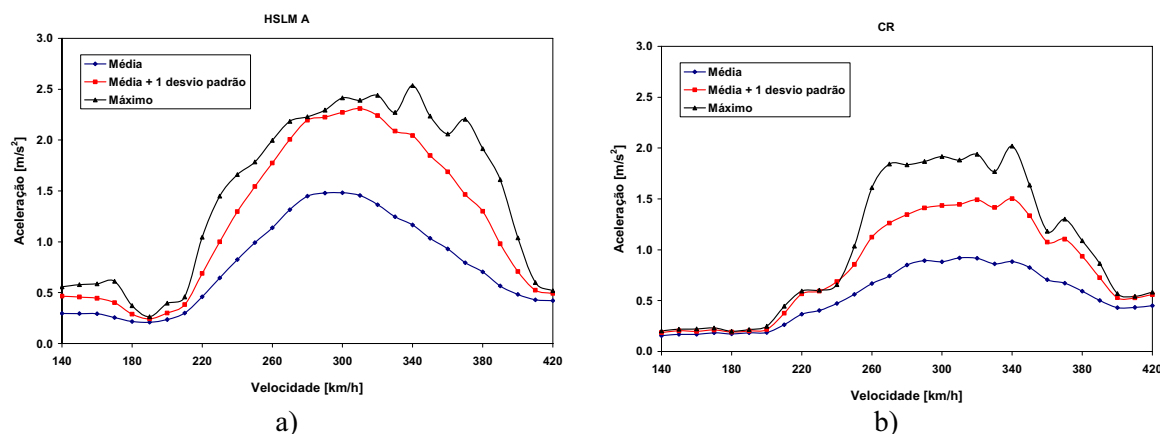 HSLM A
3.0
2.5
2.0
1.5
1.0
0.5
0.0
Aceleração [m/s²]
Média
Média + 1 desvio padrão
Máximo
140 180 220 260 300 340 380 420
Velocidade [km/h]
a)
CR
3.0
2.5
2.0
1.5
1.0
0.5
0.0
Aceleração [m/s²]
Média
Média + 1 desvio padrão
Máximo
140 180 220 260 300 340 380 420
Velocidade [km/h]
b)